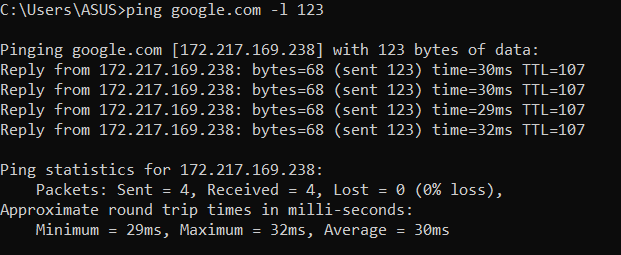 C:\Users\ASUS>ping google.com -l 123
Pinging google.com [172.217.169.238] with 123 bytes of data:
Reply from 172.217.169.238: bytes=68 (sent 123) time=30ms TTL=107
Reply from 172.217.169.238: bytes=68 (sent 123) time=30ms TTL=107
Reply from 172.217.169.238: bytes=68 (sent 123) time=29ms TTL=107
Reply from 172.217.169.238: bytes=68 (sent 123) time=32ms TTL=107
Ping statistics for 172.217.169.238:
Packets: Sent = 4, Received = 4, Lost = 0 (0% loss),
Approximate round trip times in milli-seconds:
Minimum = 29ms, Maximum = 32ms, Average = 30ms